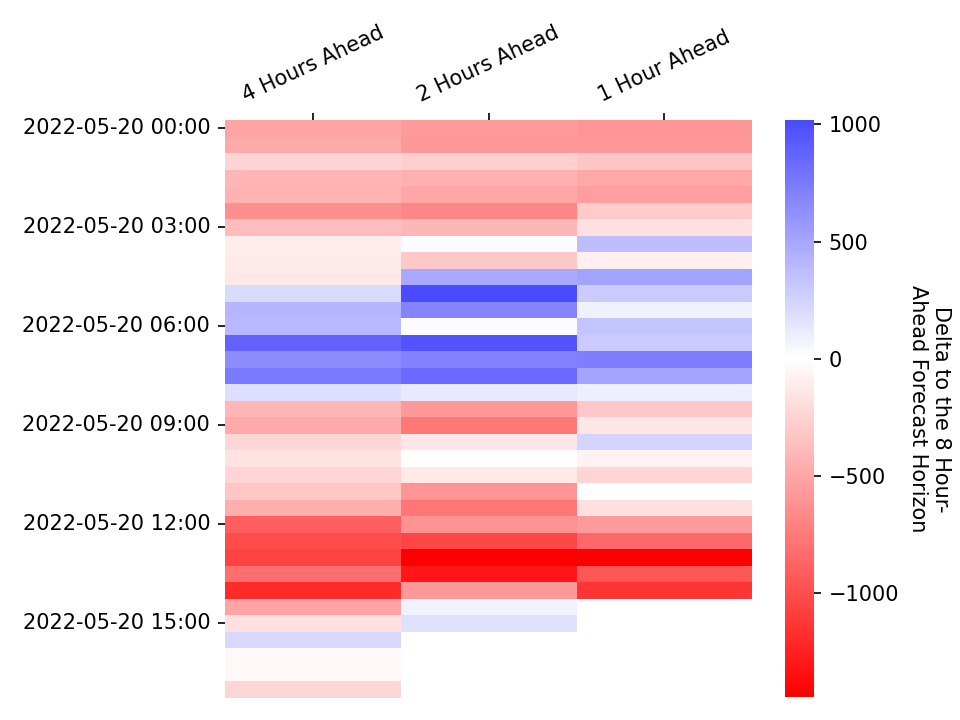 4 Hours Ahead
2 Hours Ahead
1 Hour Ahead
2022-05-20 00:00
2022-05-20 03:00
2022-05-20 06:00
2022-05-20 09:00
2022-05-20 12:00
2022-05-20 15:00
1000
500
0
−500
−1000
Delta to the 8 Hour-
Ahead Forecast Horizon